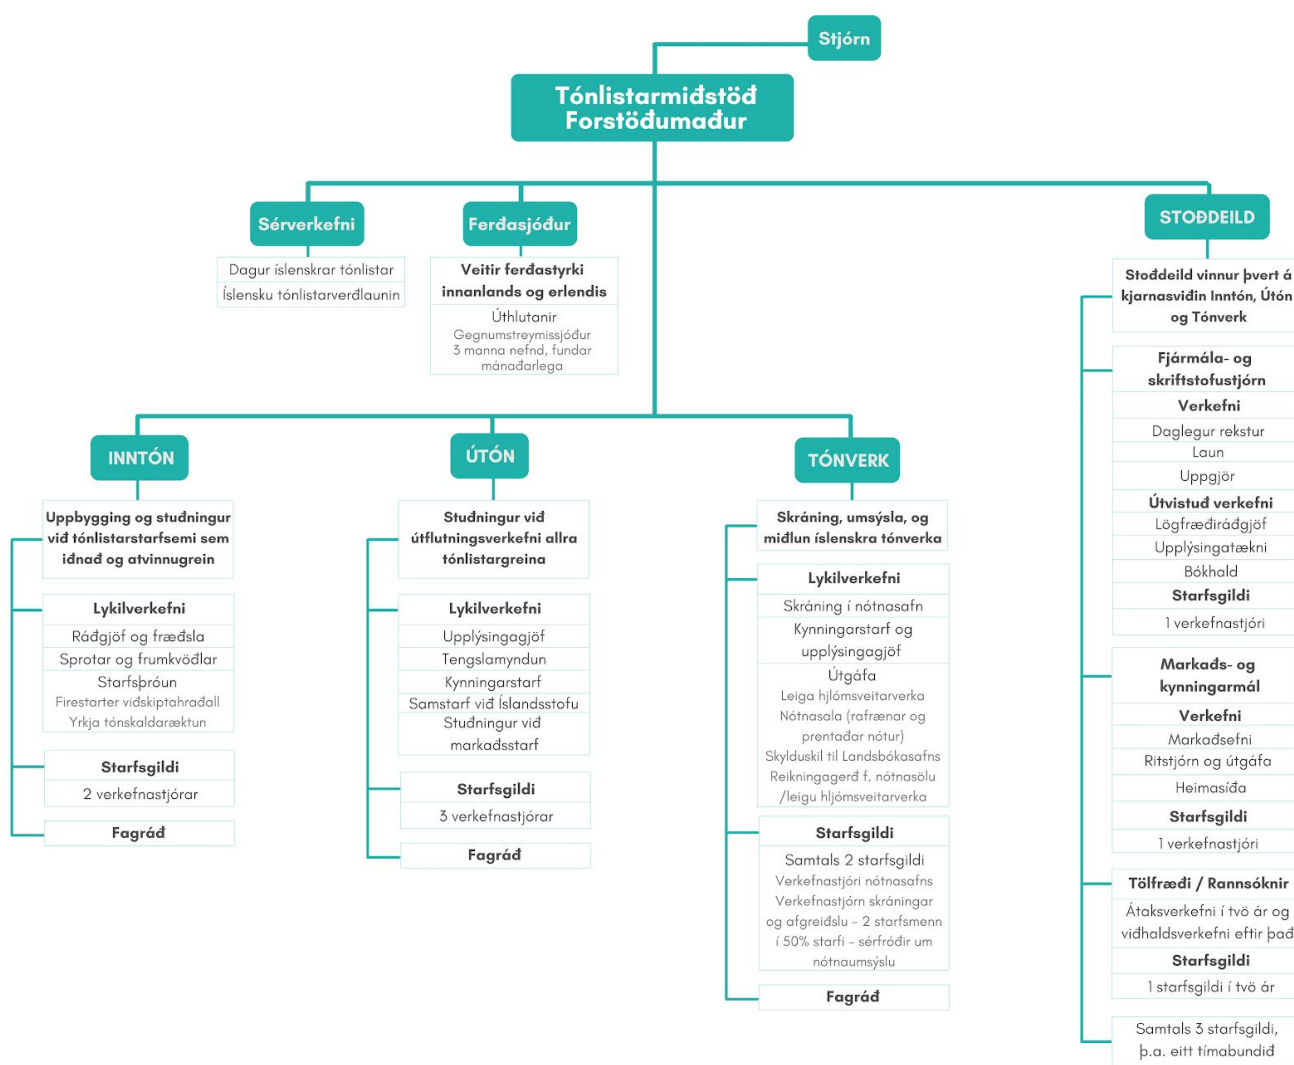 Stjórn
Tónlistarmiðstöð
Forstöðumaður
Sérverkefni
Dagur íslenskrar tónlistar
Íslensku tónlistarverðlaunin
Ferðasjóður
Veitir ferðastyrki
innanlands og erlendis
Úthlutanir
Gegnumstreymissjóður
3 manna nefnd, fundar
mánaðarlega
INNTÓN
Uppbygging og stuðningur
við tónlistarstarfsemi sem
iðnað og atvinnugrein
Lykilverkefni
Ráðgjöf og fræðsla
Sprotar og frumkvöðlar
Starfsþróun
Firestarter viðskiptahraðall
Yrkja tónskaldaræktun
Starfsgildi
2 verkefnastjórar
Fagráð
ÚTÓN
Stuðningur við
útflutningsverkefni allra
tónlistargreina
Lykilverkefni
Upplýsingagjöf
Tengslamyndun
Kynningarstarf
Samstarf við Íslandsstofu
Stuðningur við
markaðsstarf
Starfsgildi
3 verkefnastjórar
Fagráð
TÓNVERK
Skráning, umsýsla, og
miðlun íslenskra tónverka
Lykilverkefni
Skráning í nótnasafn
Kynningarstarf og
upplýsingagjöf
Útgáfa
Leiga hljómsveitarverka
Nótnasala (rafrænar og
prentaðar nótur)
Skylduskil til Landsbókasafns
Reikningagerð f. nótnasölu
/leigu hljómsveitarverka
Starfsgildi
Samtals 2 starfsgildi
Verkefnastjóri nótnasafns
Verkefnastjórn skráningar
og afgreiðslu - 2 starfsmenn
í 50% starfi - sérfróðir um
nótnaumsýslu
Fagráð
STOÐDEILD
Stoðdeild vinnur þvert á
kjarnasviðin Inntón, Útón
og Tónverk
Fjármála- og
skriftstofustjórn
Verkefni
Daglegur rekstur
Laun
Uppgjör
Útvistuð verkefni
Lögfræðiráðgjöf
Upplýsingatækni
Bókhald
Starfsgildi
1 verkefnastjóri
Markaðs- og
kynningarmál
Verkefni
Markaðsefni
Ritstjórn og útgáfa
Heimasíða
Starfsgildi
1 verkefnastjóri
Tölfræði / Rannsóknir
Átaksverkefni í tvö ár og
viðhaldsverkefni eftir það
Starfsgildi
1 starfsgildi í tvö ár
Samtals 3 starfsgildi,
þ.a. eitt tímabundið